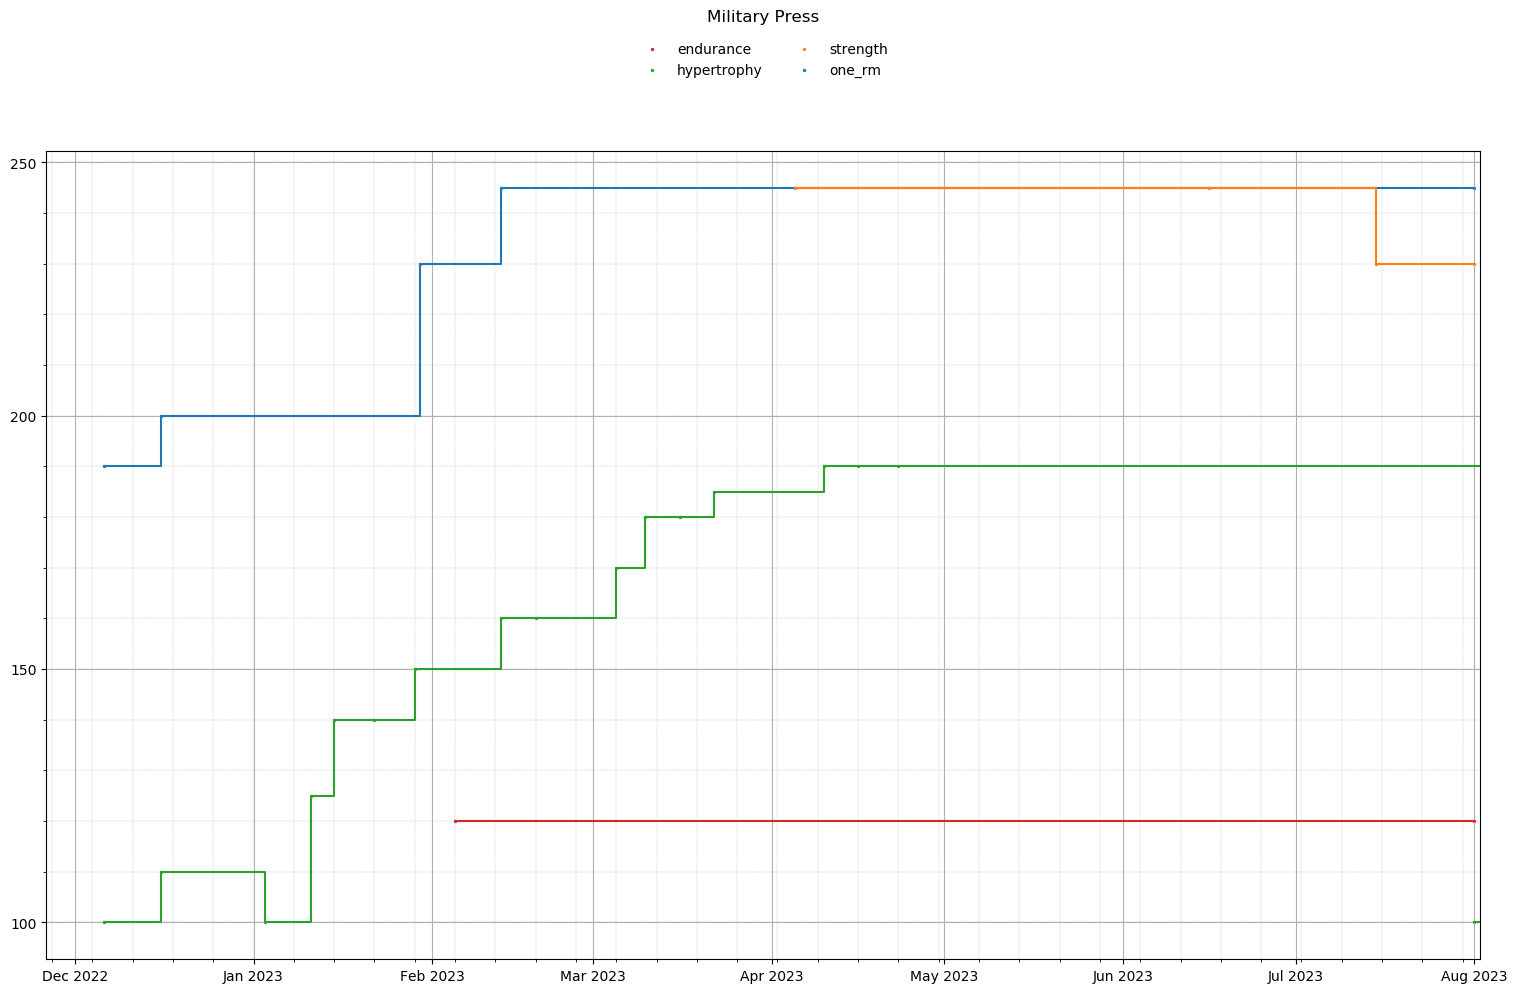 Military Press
endurance strength
hypertrophy one_rm
250
200
150
100
Dec 2022 Jan 2023 Feb 2023 Mar 2023 Apr 2023 May 2023 Jun 2023 Jul 2023 Aug 2023